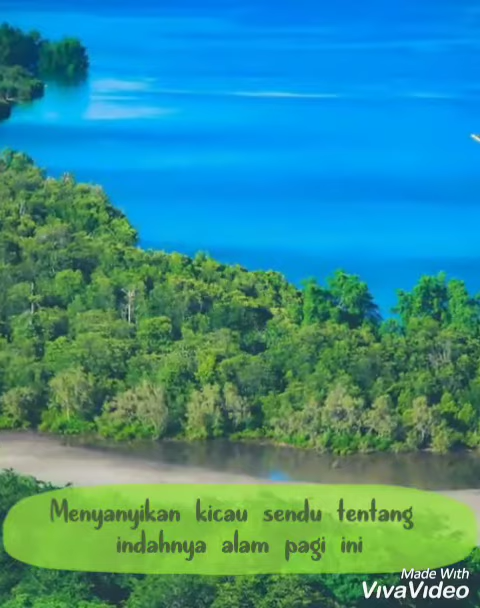 Menyanyikan kicau sendu tentang
indahnya alam pagi ini
Made With
VivaVideo